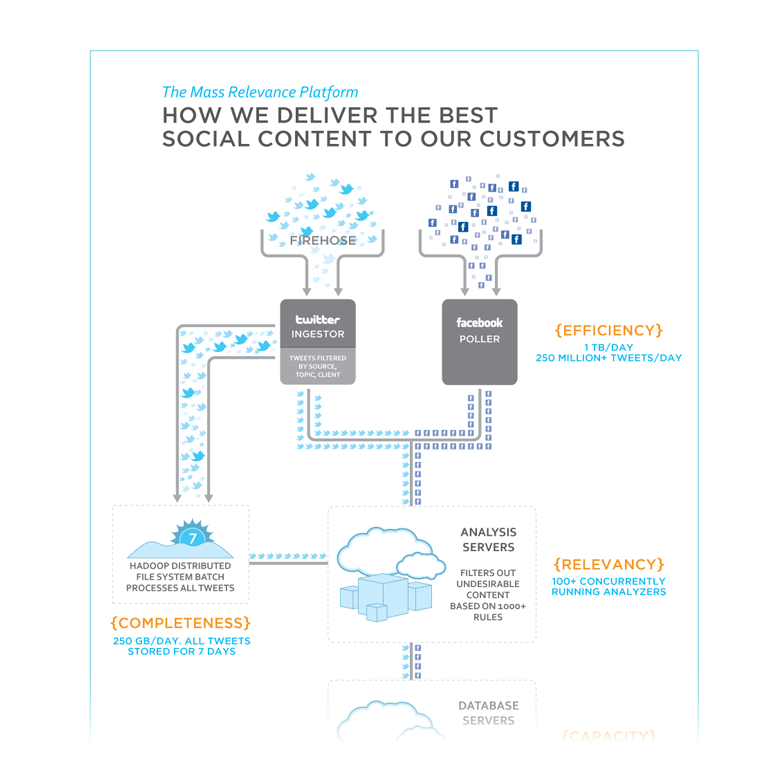 The Mass Relevance Platform
HOW WE DELIVER THE BEST
SOCIAL CONTENT TO OUR CUSTOMERS
FIREHOSE
twitter
INGESTOR
TWEETS FILTERED
BY SOURCE,
TOPIC, CLIENT
facebook
POLLER
{EFFICIENCY}
1 TB/DAY
250 MILLION+ TWEETS/DAY
7
HADOOP DISTRIBUTED
FILE SYSTEM BATCH
PROCESSES ALL TWEETS
{COMPLETENESS}
250 GB/DAY. ALL TWEETS
STORED FOR 7 DAYS
ANALYSIS
SERVERS
FILTERS OUT
UNDESIRABLE
CONTENT
BASED ON 1000+
RULES
{RELEVANCY}
100+ CONCURRENTLY
RUNNING ANALYZERS
DATABASE
SERVERS
{CAPACITY}